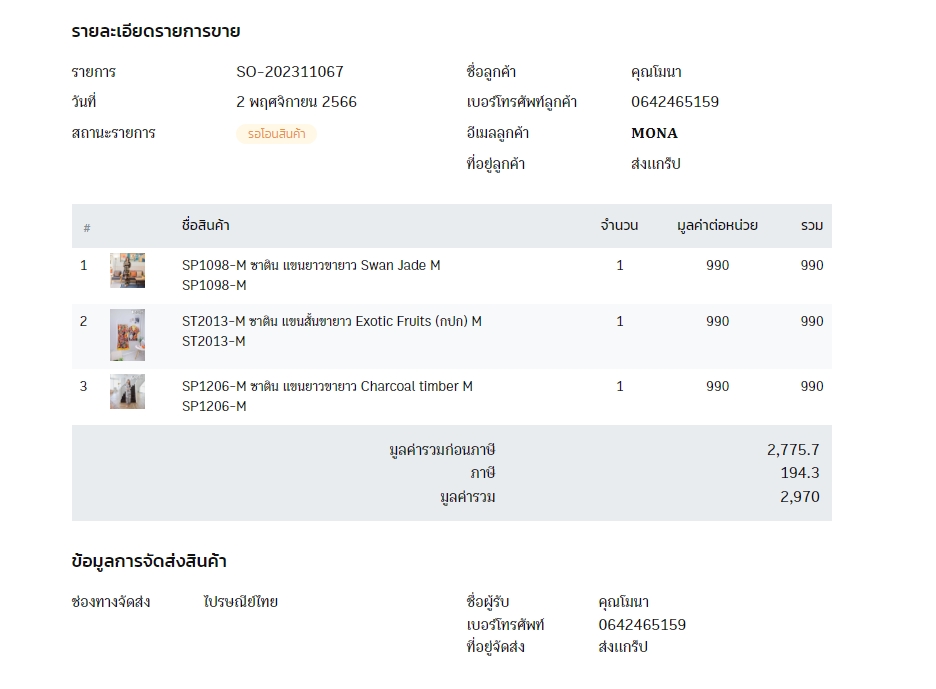 รายละเอียดรายการขาย
รายการ SO-202311067 ชื่อลูกค้า คุณโมนา
วันที่ 2 พฤศจิกายน 2566 เบอร์โทรศัพท์ลูกค้า 0642465159
สถานะรายการ รอโอนสินค้า อีเมลลูกค้า MONA
ที่อยู่ลูกค้า ส่งแกร็ป
# ชื่อสินค้า จำนวน มูลค่าต่อหน่วย รวม
1 SP1098-M ซาติน แขนยาวขายาว Swan Jade M 1 990 990
SP1098-M
2 ST2013-M ซาติน แขนสั้นขายาว Exotic Fruits (กปก) M 1 990 990
ST2013-M
3 SP1206-M ซาติน แขนยาวขายาว Charcoal timber M 1 990 990
SP1206-M
มูลค่ารวมก่อนภาษี 2,775.7
ภาษี 194.3
มูลค่ารวม 2,970
ข้อมูลการจัดส่งสินค้า
ช่องทางจัดส่ง ไปรษณีย์ไทย ชื่อผู้รับ คุณโมนา
เบอร์โทรศัพท์ 0642465159
ที่อยู่จัดส่ง ส่งแกร็ป